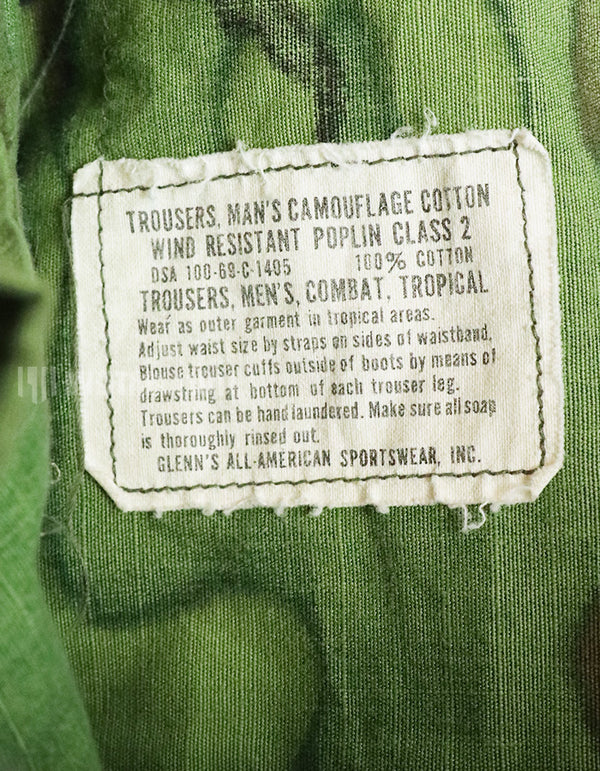 TROUSERS, MAN'S CAMOUFLAGE COTTON
WIND RESISTANT POPLIN CLASS 2
DSA 100-69-C-1405 100% COTTON
TROUSERS, MEN'S, COMBAT, TROPICAL
Wear as outer garment in tropical areas.
Adjust waist size by straps on sides of waistband.
Blouse trouser cuffs outside of boots by means of
drawstring at bottom of each trouser leg.
Trousers can be hand laundered. Make sure all soap
is thoroughly rinsed out.
GLENN'S ALL-AMERICAN SPORTSWEAR, INC.